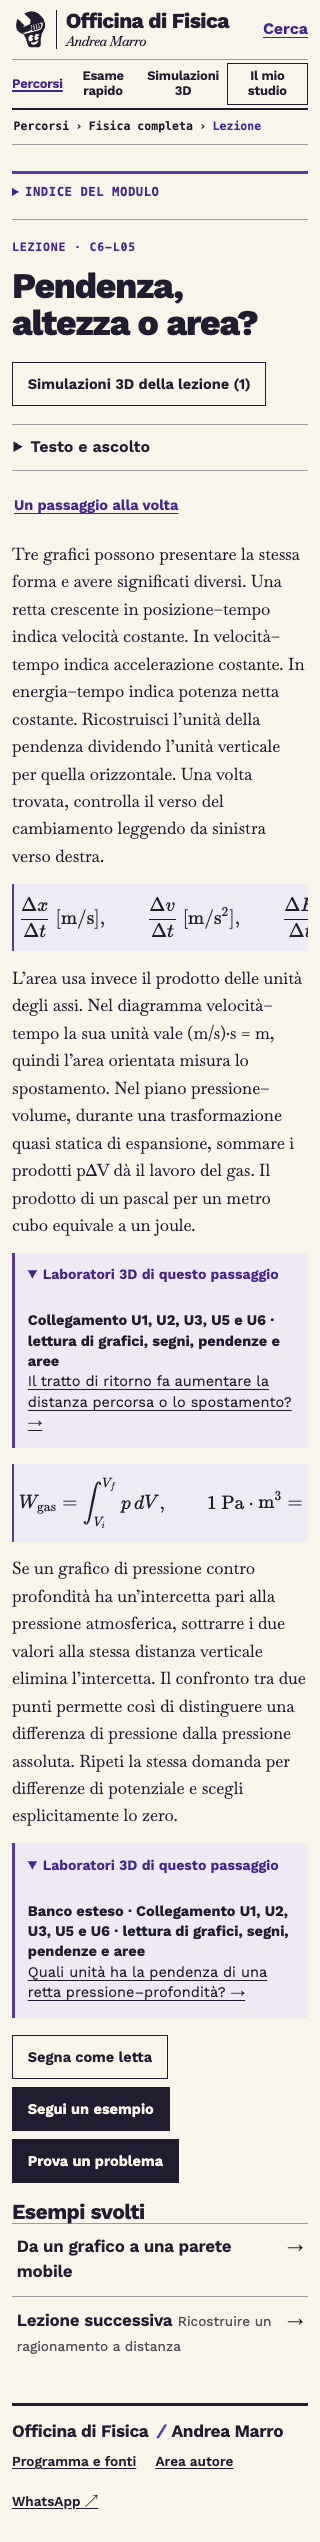 Officina di Fisica
Andrea Marro
Cerca
Percorsi
Esame rapido
Simulazioni 3D
Il mio studio
Percorsi › Fisica completa › Lezione
▶ INDICE DEL MODULO
LEZIONE · C6–L05
Pendenza,
altezza o area?
Simulazioni 3D della lezione (1)
▶ Testo e ascolto
Un passaggio alla volta
Tre grafici possono presentare la stessa
forma e avere significati diversi. Una
retta crescente in posizione–tempo
indica velocità costante. In velocità–
tempo indica accelerazione costante. In
energia–tempo indica potenza netta
costante. Ricostruisci l’unità della
pendenza dividendo l’unità verticale
per quella orizzontale. Una volta
trovata, controlla il verso del
cambiamento leggendo da sinistra
verso destra.
Δx/Δt [m/s], Δv/Δt [m/s²],
L’area usa invece il prodotto delle unità
degli assi. Nel diagramma velocità–
tempo la sua unità vale (m/s)·s = m,
quindi l’area orientata misura lo
spostamento. Nel piano pressione–
volume, durante una trasformazione
quasi statica di espansione, sommare i
prodotti pΔV dà il lavoro del gas. Il
prodotto di un pascal per un metro
cubo equivale a un joule.
▼ Laboratori 3D di questo passaggio
Collegamento U1, U2, U3, U5 e U6 ·
lettura di grafici, segni, pendenze e
aree
Il tratto di ritorno fa aumentare la
distanza percorsa o lo spostamento?
→
W_gas = ∫_{V_i}^{V_f} p dV, 1 Pa · m³ =
Se un grafico di pressione contro
profondità ha un’intercetta pari alla
pressione atmosferica, sottrarre i due
valori alla stessa distanza verticale
elimina l’intercetta. Il confronto tra due
punti permette così di distinguere una
differenza di pressione dalla pressione
assoluta. Ripeti la stessa domanda per
differenze di potenziale e scegli
esplicitamente lo zero.
▼ Laboratori 3D di questo passaggio
Banco esteso · Collegamento U1, U2,
U3, U5 e U6 · lettura di grafici, segni,
pendenze e aree
Quali unità ha la pendenza di una
retta pressione–profondità? →
Segna come letta
Segui un esempio
Prova un problema
Esempi svolti
Da un grafico a una parete
mobile →
Lezione successiva Ricostruire un
ragionamento a distanza →
Officina di Fisica / Andrea Marro
Programma e fonti Area autore
WhatsApp ↗